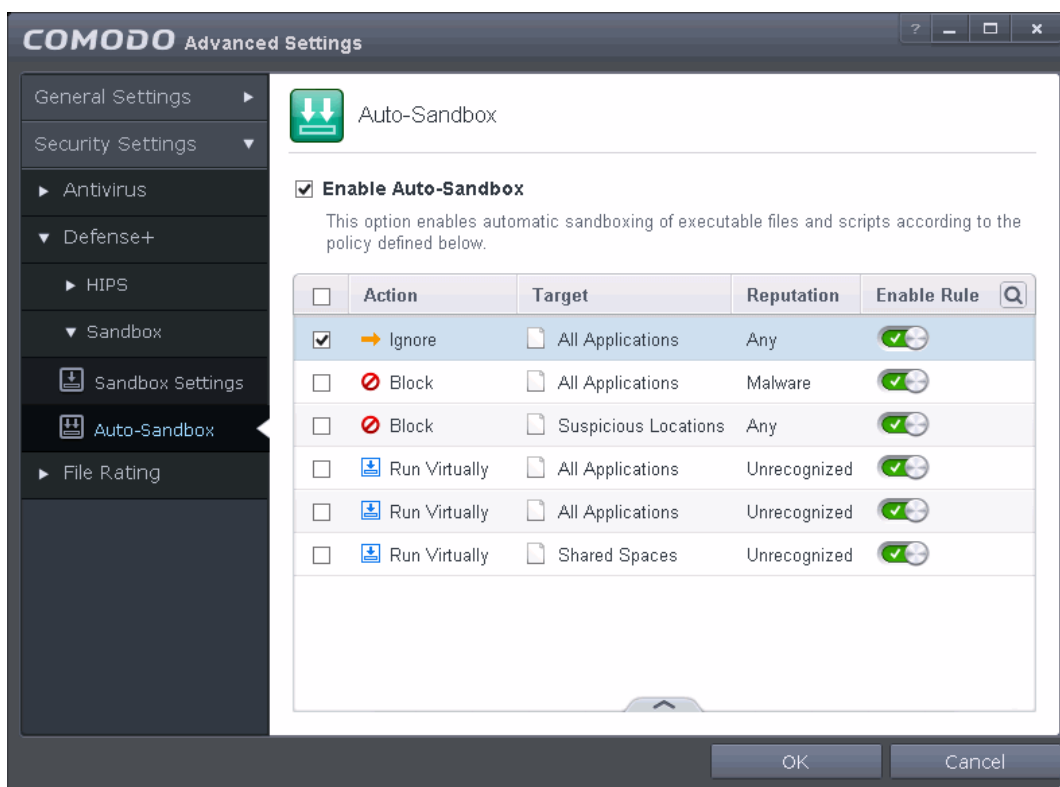 COMODO Advanced Settings
?
General Settings
Security Settings
Antivirus
Defense+
HIPS
Sandbox
Sandbox Settings
Auto-Sandbox
File Rating
Auto-Sandbox
Enable Auto-Sandbox
This option enables automatic sandboxing of executable files and scripts according to the
policy defined below.
Action Target Reputation Enable Rule
Ignore All Applications Any
Block All Applications Malware
Block Suspicious Locations Any
Run Virtually All Applications Unrecognized
Run Virtually All Applications Unrecognized
Run Virtually Shared Spaces Unrecognized
OK Cancel